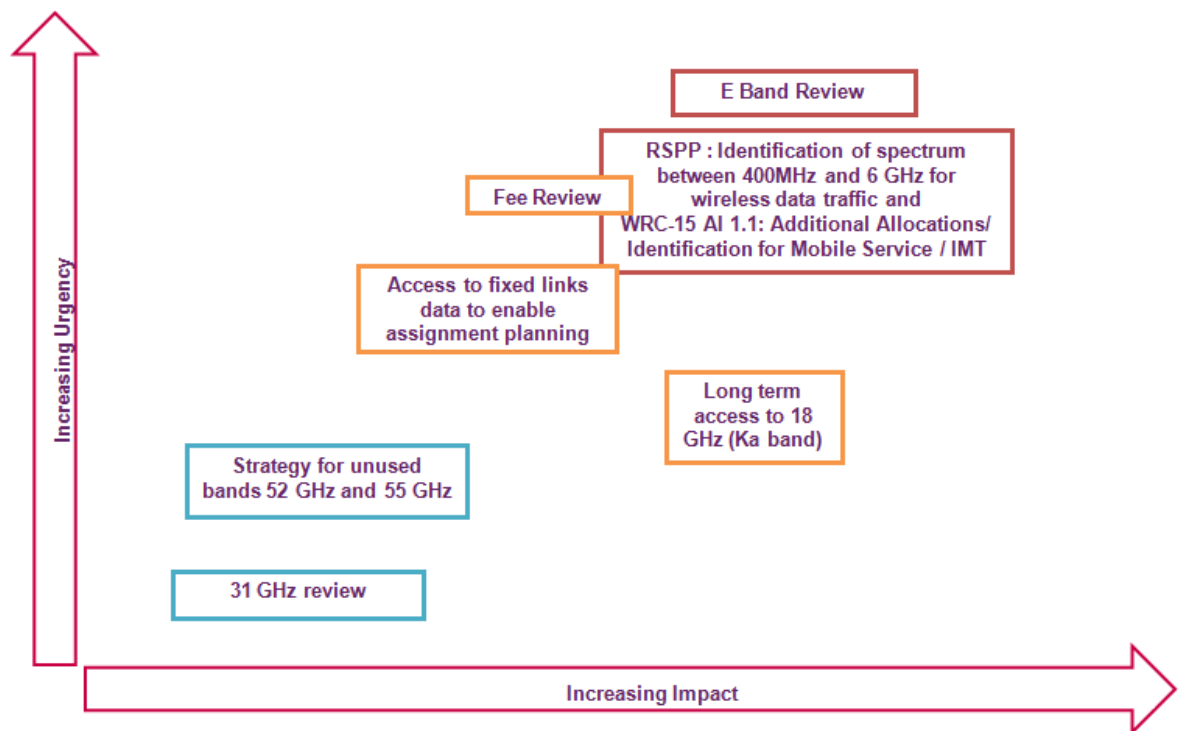 E Band Review
RSPP : Identification of spectrum
between 400MHz and 6 GHz for
wireless data traffic and
WRC-15 AI 1.1: Additional Allocations/
Identification for Mobile Service / IMT
Fee Review
Access to fixed links
data to enable
assignment planning
Long term
access to 18
GHz (Ka band)
Strategy for unused
bands 52 GHz and 55 GHz
31 GHz review
Increasing Urgency
Increasing Impact